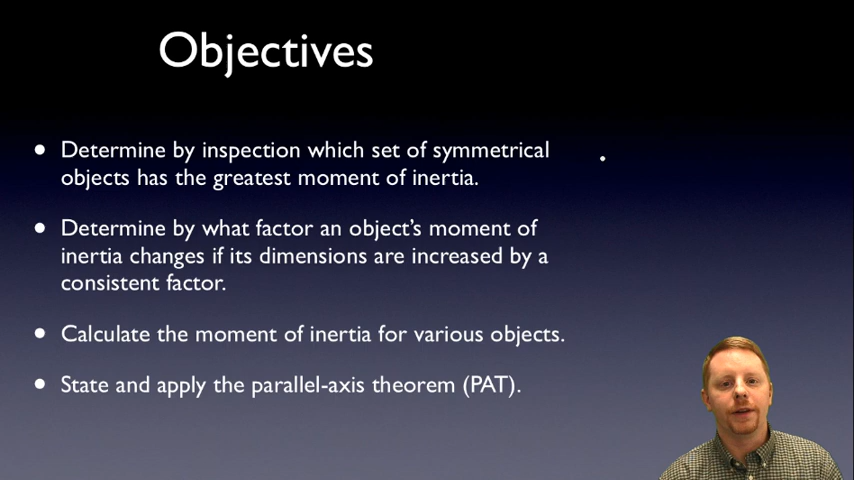 Objectives
• Determine by inspection which set of symmetrical
objects has the greatest moment of inertia.
• Determine by what factor an object’s moment of
inertia changes if its dimensions are increased by a
consistent factor.
• Calculate the moment of inertia for various objects.
• State and apply the parallel-axis theorem (PAT).